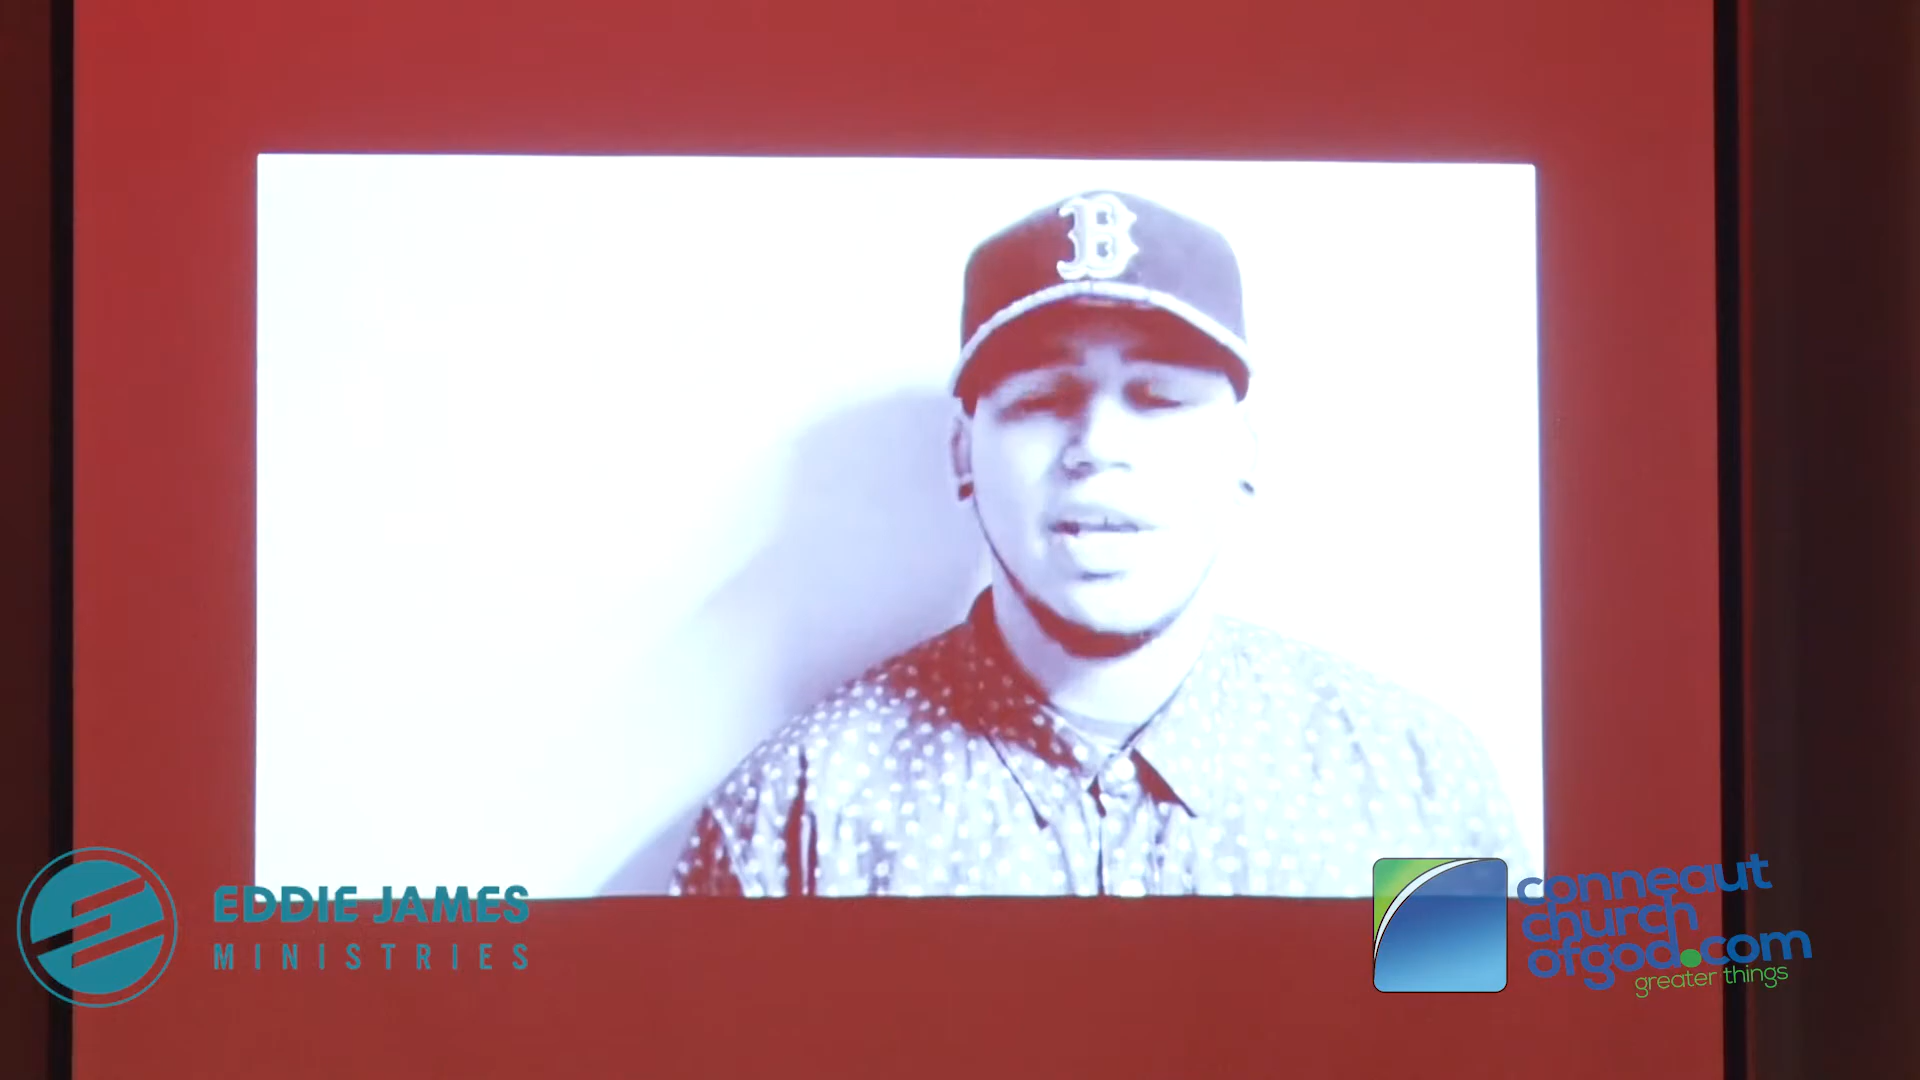 B
EDDIE JAMES
MINISTRIES
conneaut
church
ofgod.com
greater things